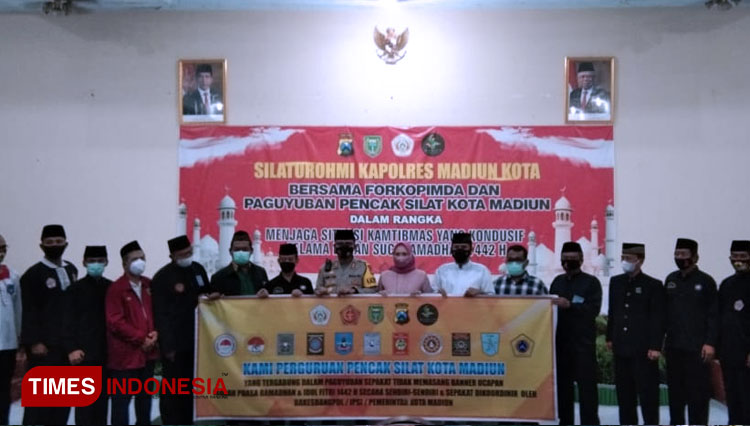 SILATUROHMI KAPOLRES MADIUN KOTA
BERSAMA FORKOPIMDA DAN
PAGUYUBAN PENCAK SILAT KOTA MADIUN
DALAM RANGKA
MENJAGA KAMTIBMAS YANG KONDUSIF
1442 H
KAMI PERGURUAN PENCAK SILAT KOTA MADIUN
YANG TERGABUNG DALAM PAGUYUBAN SEPAKAT TIDAK MEMASANG BANNER UCAPAN
PUASA RAMADHAN & IDUL FITRI 1442 H SECARA SENDIRI-SENDIRI & SEPAKAT DIKOORDINIR OLEH
BAKESBANGPOL / IPSI / PEMERINTAH KOTA MADIUN
TIMES INDONESIA